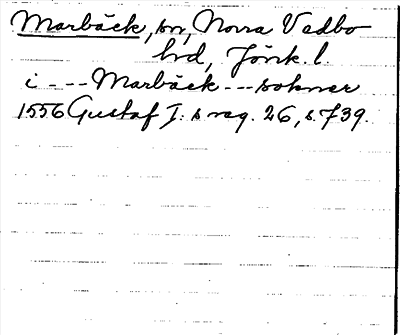 Marbäck, sn, Norra Vedbo
hd, Jönk. l.
i --- Marbäck --- sokner
1556 Gustaf I:s reg. 26, s. 739.